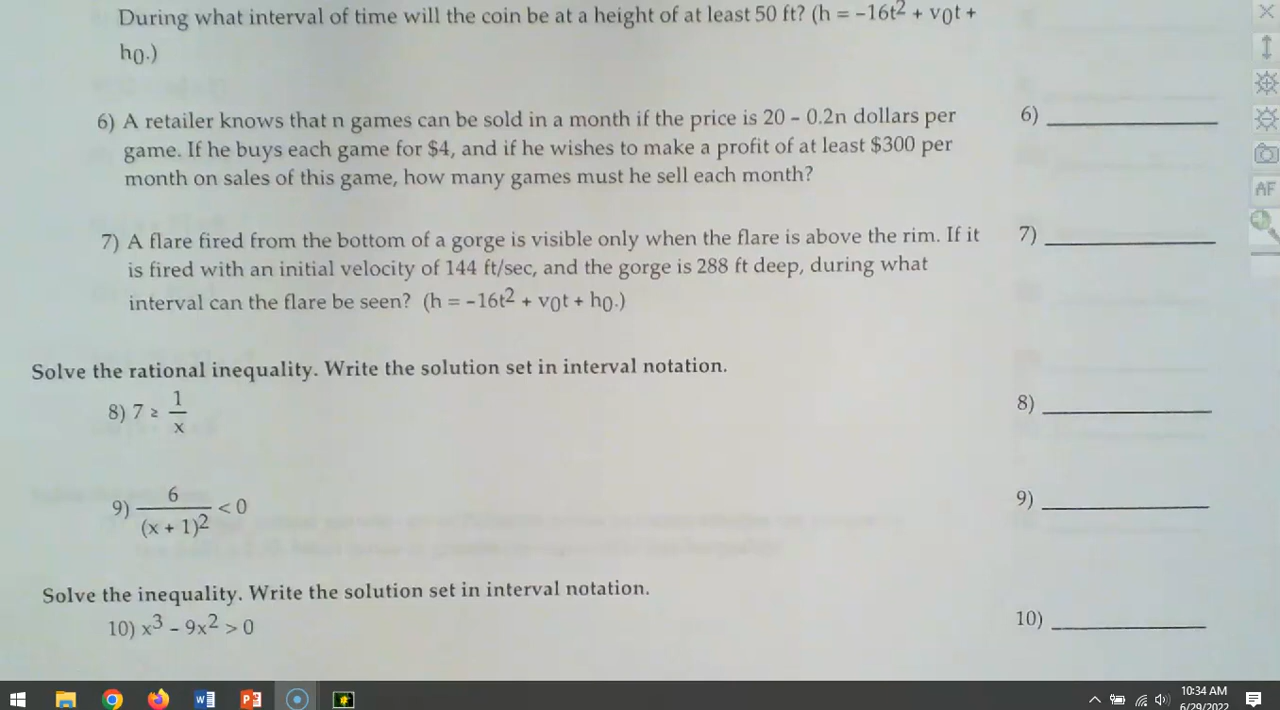 During what interval of time will the coin be at a height of at least 50 ft? (h = -16t² + v₀t +
h₀.)
6) A retailer knows that n games can be sold in a month if the price is 20 - 0.2n dollars per
game. If he buys each game for $4, and if he wishes to make a profit of at least $300 per
month on sales of this game, how many games must he sell each month?
6) ________
7) A flare fired from the bottom of a gorge is visible only when the flare is above the rim. If it
is fired with an initial velocity of 144 ft/sec, and the gorge is 288 ft deep, during what
interval can the flare be seen? (h = -16t² + v₀t + h₀.)
7) ________
Solve the rational inequality. Write the solution set in interval notation.
8) 7 ≥ 1/x
8) ________
9) 6/(x + 1)² < 0
9) ________
Solve the inequality. Write the solution set in interval notation.
10) x³ - 9x² > 0
10) ________
AF
10:34 AM
6/29/2022